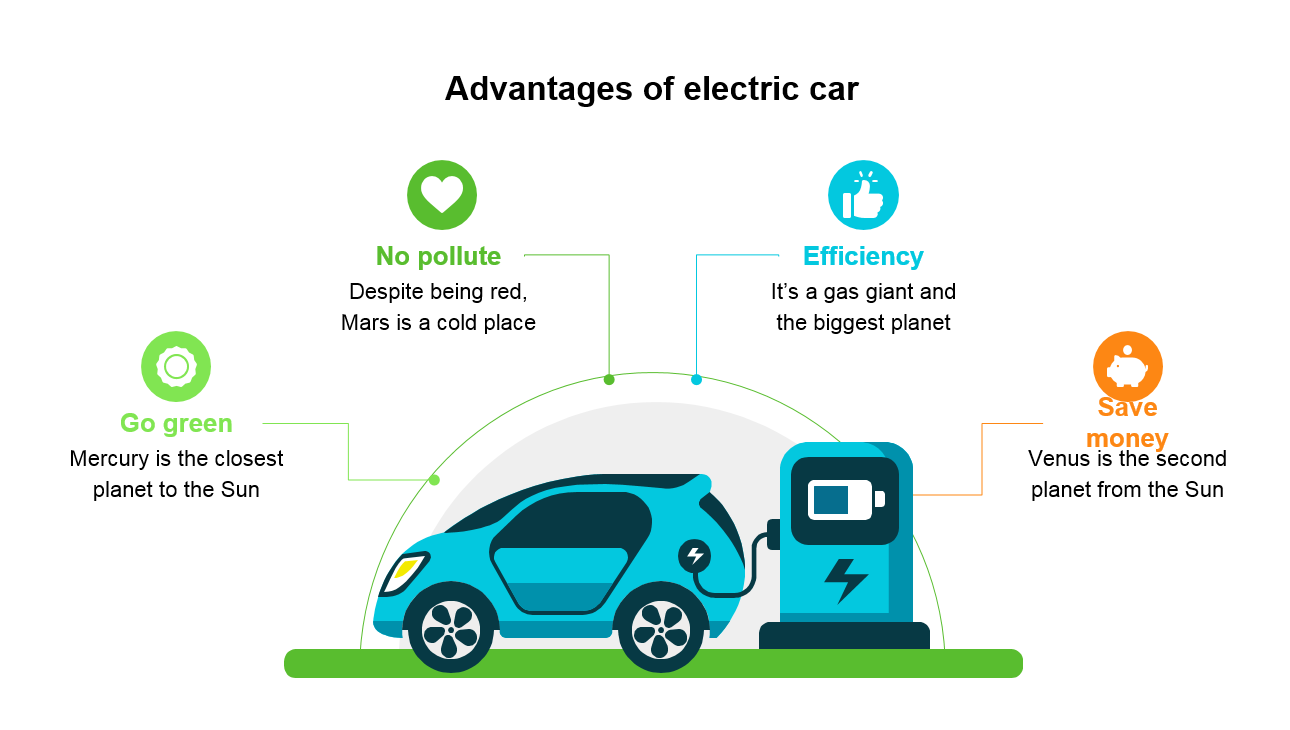 Advantages of electric car
No pollute
Despite being red,
Mars is a cold place
Efficiency
It’s a gas giant and
the biggest planet
Go green
Mercury is the closest
planet to the Sun
Save
money
Venus is the second
planet from the Sun